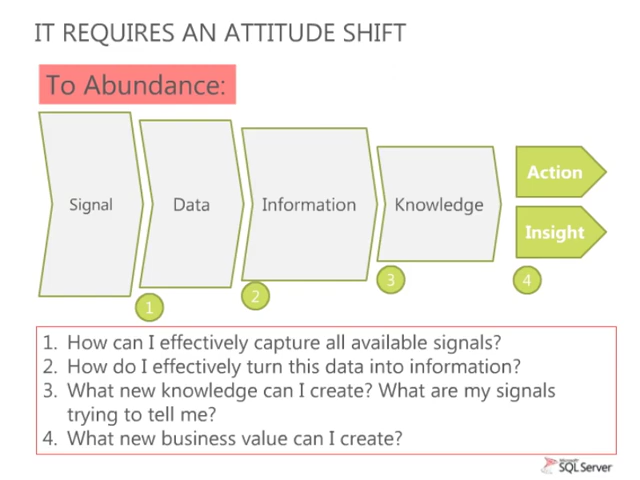 IT REQUIRES AN ATTITUDE SHIFT
To Abundance:
Signal
Data
Information
Knowledge
Action
Insight
1
2
3
4
1. How can I effectively capture all available signals?
2. How do I effectively turn this data into information?
3. What new knowledge can I create? What are my signals
trying to tell me?
4. What new business value can I create?
Microsoft
SQL Server